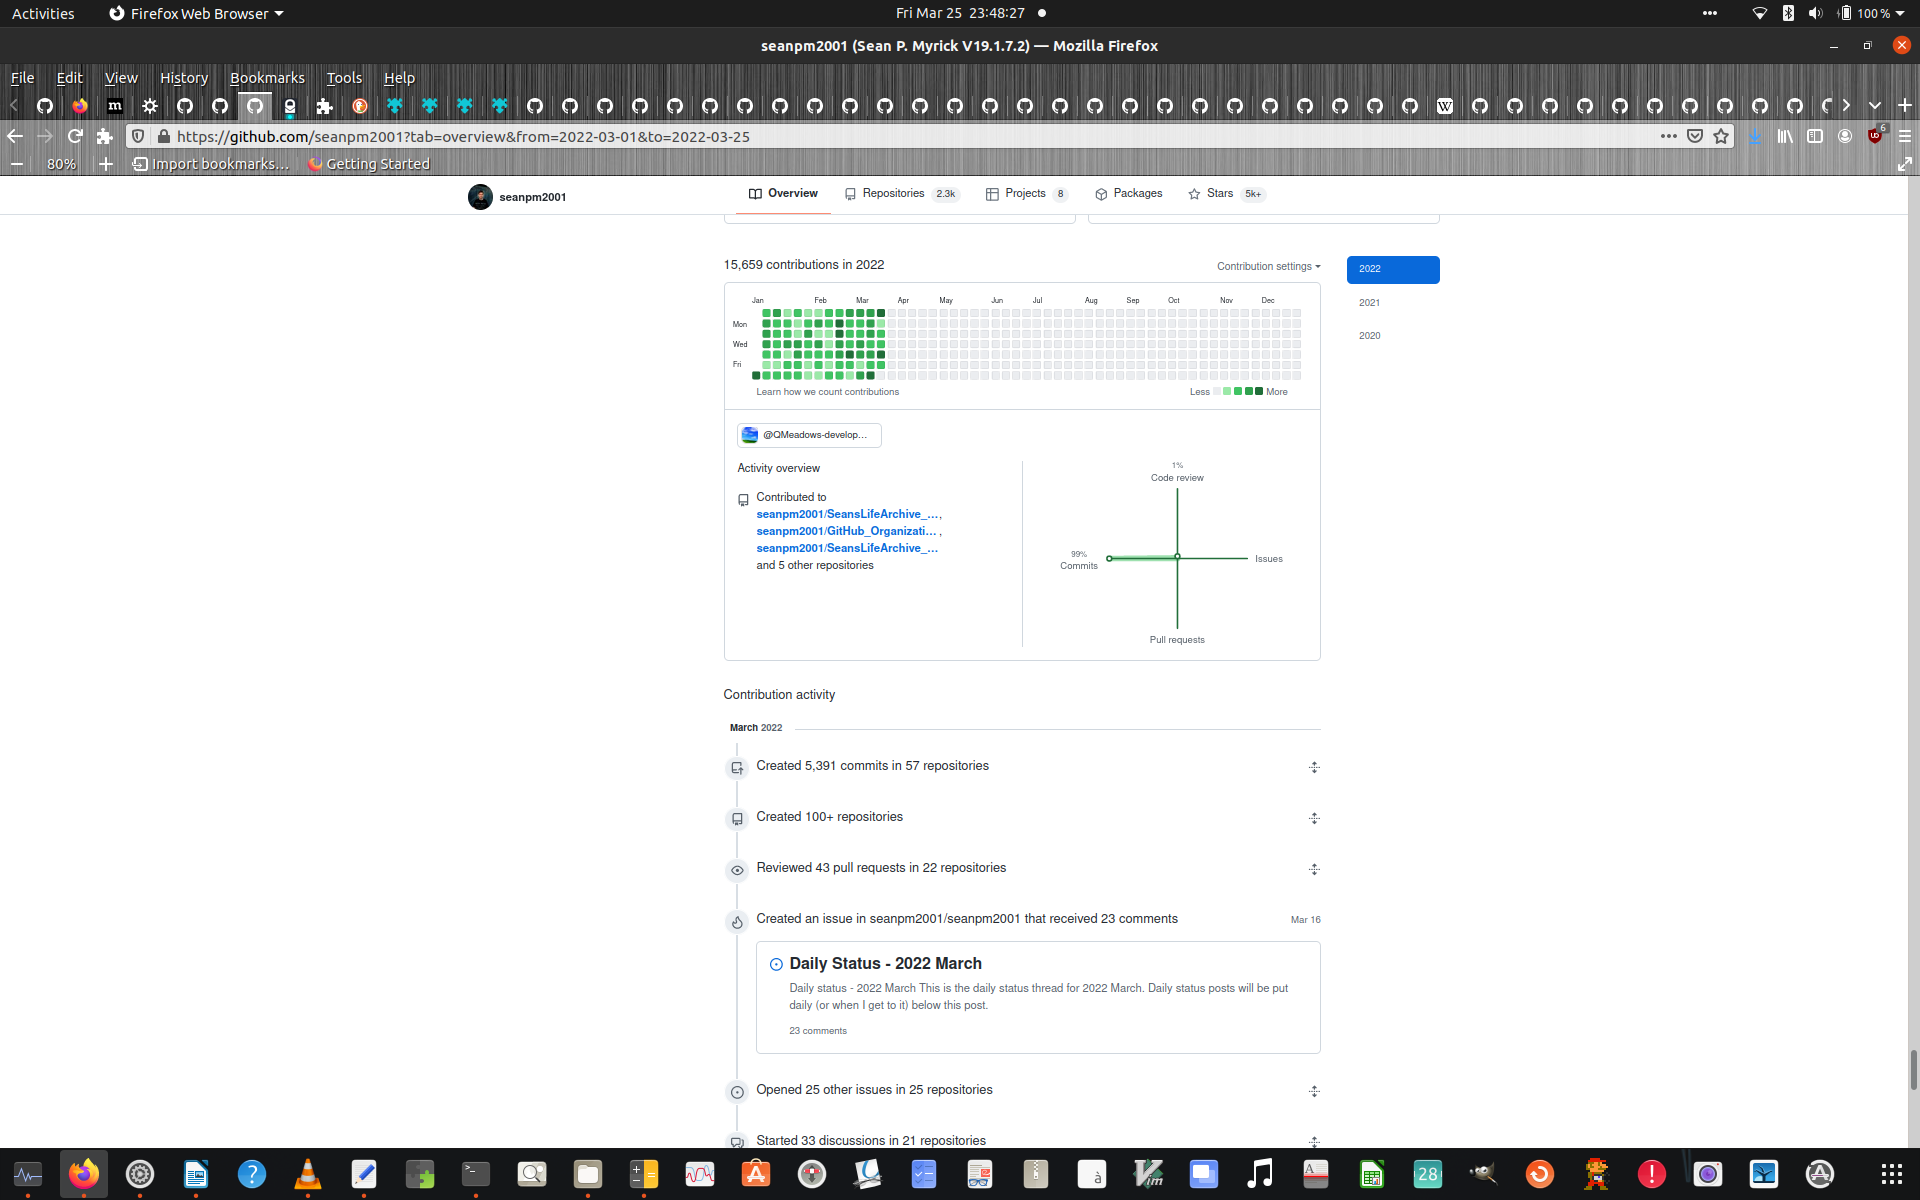 Activities
Firefox Web Browser
Fri Mar 25 23:48:27
100 %
seanpm2001 (Sean P. Myrick V19.1.7.2) — Mozilla Firefox
File Edit View History Bookmarks Tools Help
https://github.com/seanpm2001?tab=overview&from=2022-03-01&to=2022-03-25
6
80%
Import bookmarks...
Getting Started
seanpm2001
Overview
Repositories 2.3k
Projects 8
Packages
Stars 5k+
15,659 contributions in 2022
Contribution settings
2022
2021
2020
Jan Feb Mar Apr May Jun Jul Aug Sep Oct Nov Dec
Mon
Wed
Fri
Learn how we count contributions
Less
More
@QMeadows-develop...
Activity overview
Contributed to
seanpm2001/SeansLifeArchive_...,
seanpm2001/GitHub_Organizati... ,
seanpm2001/SeansLifeArchive_...
and 5 other repositories
1%
Code review
99%
Commits
Issues
Pull requests
Contribution activity
March 2022
Created 5,391 commits in 57 repositories
Created 100+ repositories
Reviewed 43 pull requests in 22 repositories
Created an issue in seanpm2001/seanpm2001 that received 23 comments
Mar 16
Daily Status - 2022 March
Daily status - 2022 March This is the daily status thread for 2022 March. Daily status posts will be put
daily (or when I get to it) below this post.
23 comments
Opened 25 other issues in 25 repositories
Started 33 discussions in 21 repositories
28